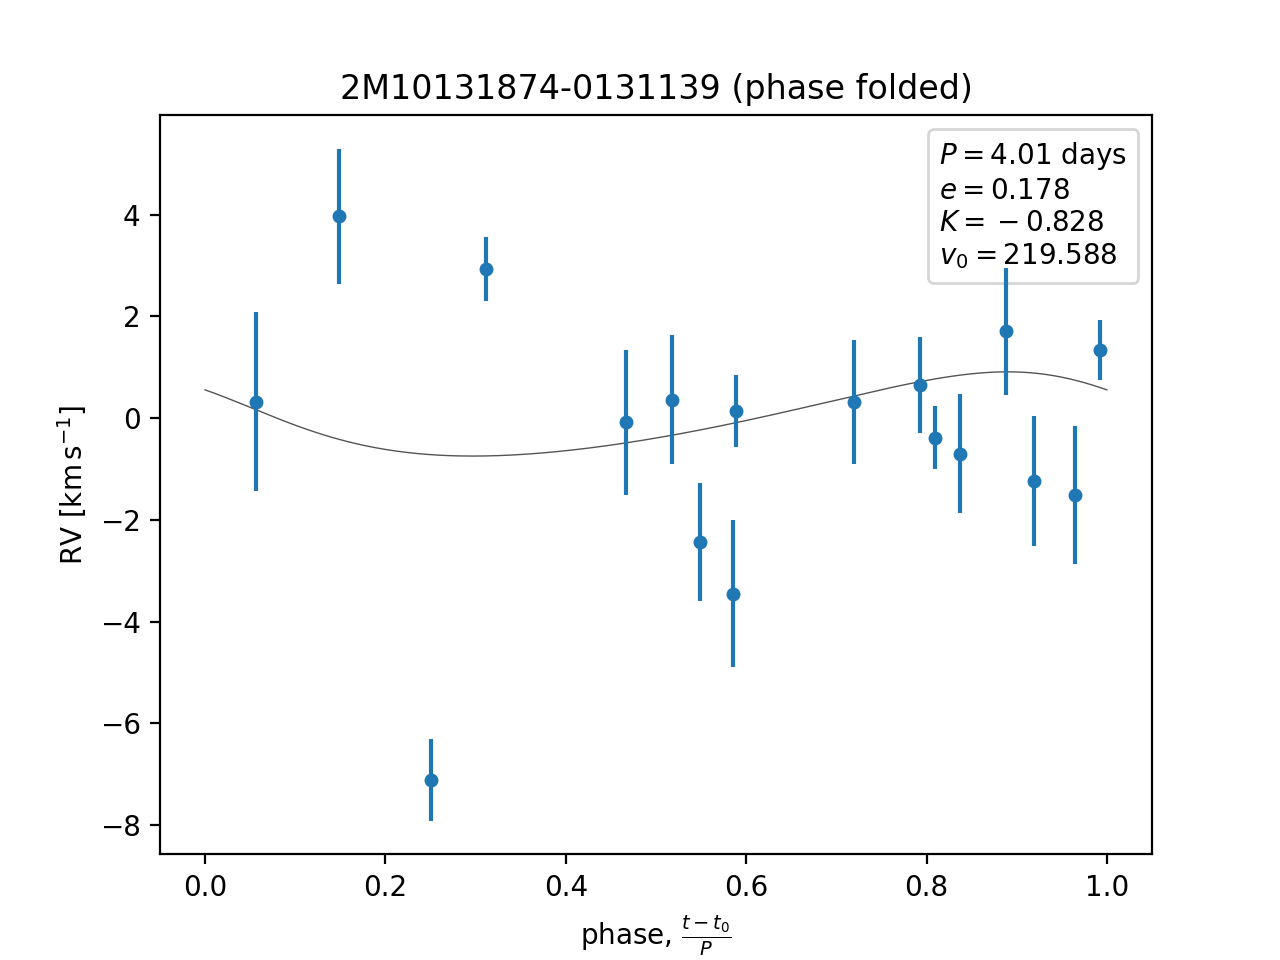 2M10131874-0131139 (phase folded)
P = 4.01 days
e = 0.178
K = −0.828
v₀ = 219.588
4
2
0
−2
−4
−6
−8
RV [km s⁻¹]
0.0 0.2 0.4 0.6 0.8 1.0
phase, (t − t₀)/P